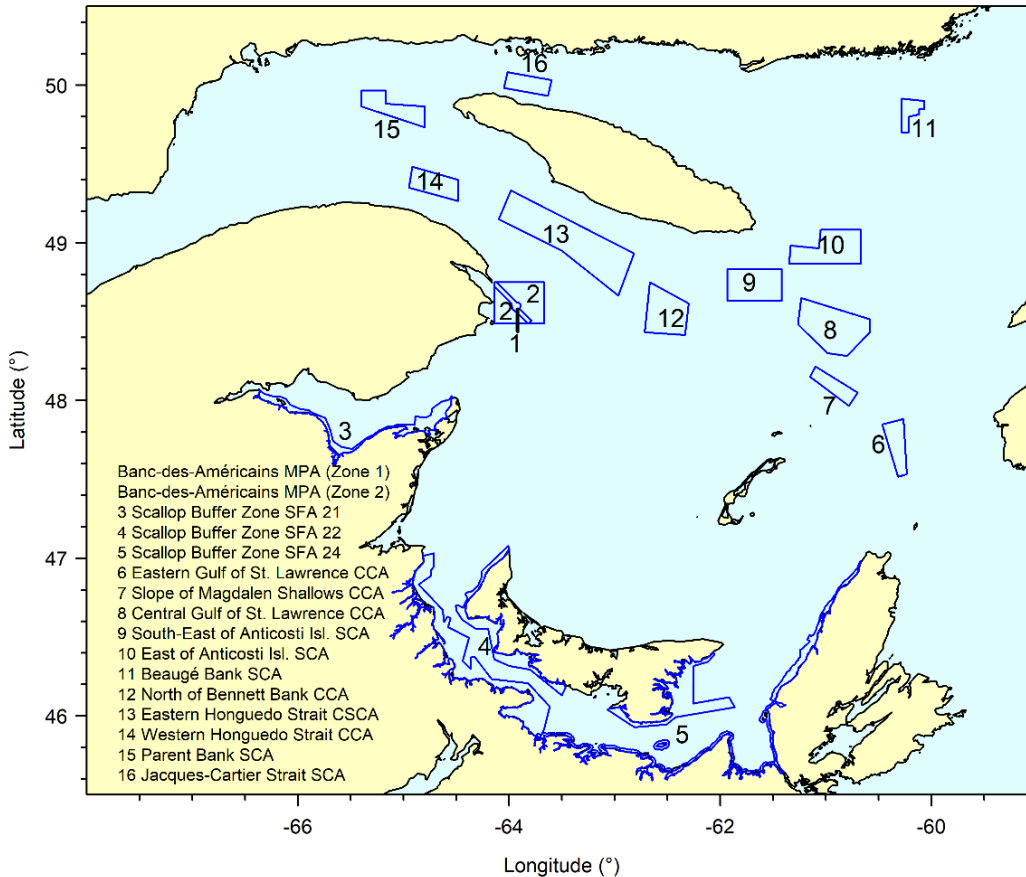 16
50
15
11
14
49
13
10
9
2
2
12
8
1
7
48
3
6
Latitude (°)
Banc-des-Américains MPA (Zone 1)
Banc-des-Américains MPA (Zone 2)
3 Scallop Buffer Zone SFA 21
4 Scallop Buffer Zone SFA 22
5 Scallop Buffer Zone SFA 24
6 Eastern Gulf of St. Lawrence CCA
7 Slope of Magdalen Shallows CCA
8 Central Gulf of St. Lawrence CCA
9 South-East of Anticosti Isl. SCA
10 East of Anticosti Isl. SCA
11 Beaugé Bank SCA
12 North of Bennett Bank CCA
13 Eastern Honguedo Strait CSCA
14 Western Honguedo Strait CCA
15 Parent Bank SCA
16 Jacques-Cartier Strait SCA
47
4
46
5
-66
-64
-62
-60
Longitude (°)